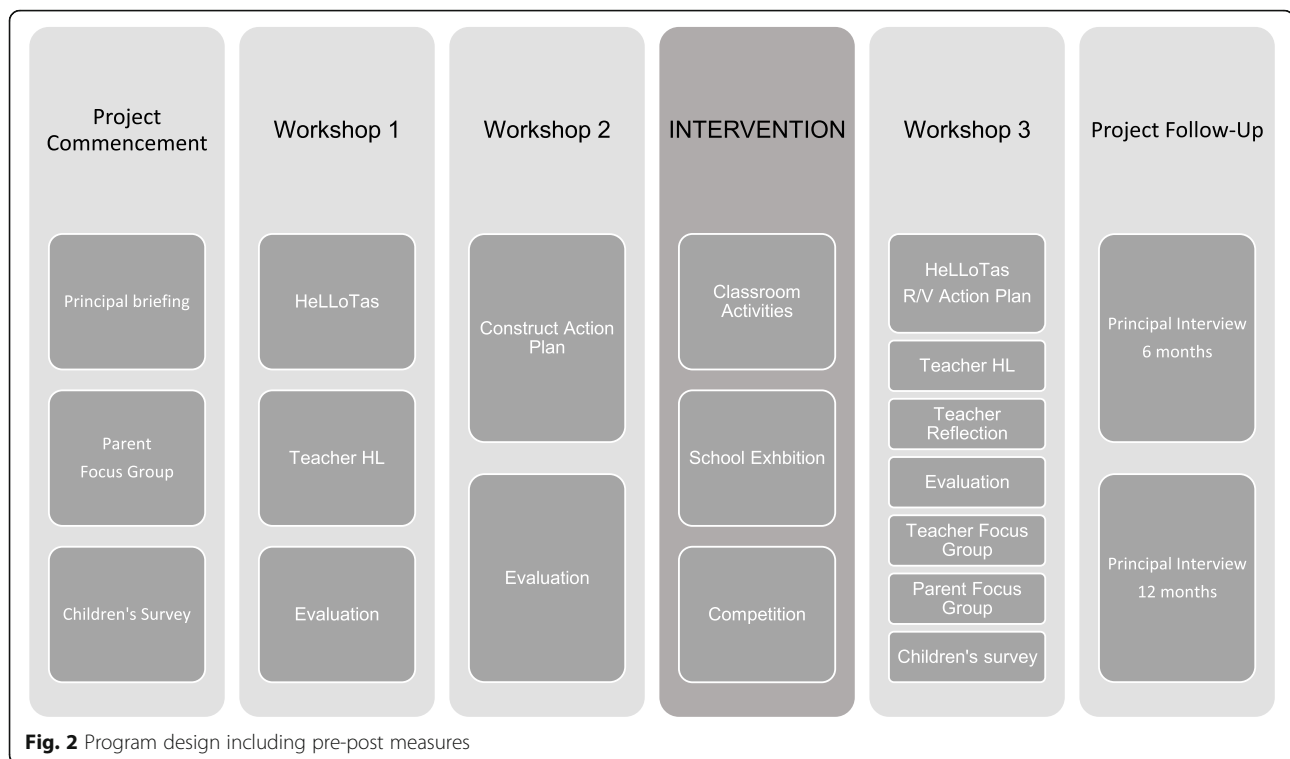 Project
Commencement
Principal briefing
Parent
Focus Group
Children's Survey
Workshop 1
HeLLoTas
Teacher HL
Evaluation
Workshop 2
Construct Action
Plan
Evaluation
INTERVENTION
Classroom
Activities
School Exhbition
Competition
Workshop 3
HeLLoTas
R/V Action Plan
Teacher HL
Teacher
Reflection
Evaluation
Teacher Focus
Group
Parent Focus
Group
Children's survey
Project Follow-Up
Principal Interview
6 months
Principal Interview
12 months
Fig. 2 Program design including pre-post measures